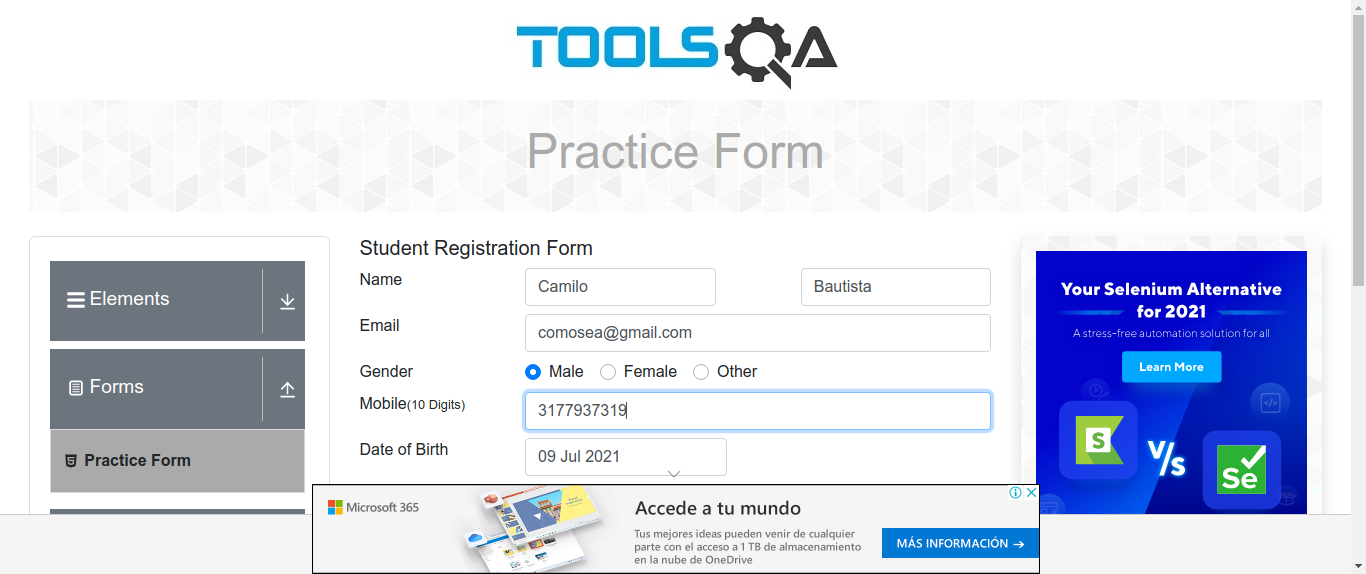 TOOLSQA
Practice Form
Elements
Forms
Practice Form
Student Registration Form
Name
Camilo
Bautista
Email
comosea@gmail.com
Gender
Male
Female
Other
Mobile(10 Digits)
3177937319
Date of Birth
09 Jul 2021
Your Selenium Alternative
for 2021
A stress-free automation solution for all
Learn More
S
V/s
Se
Microsoft 365
Accede a tu mundo
Tus mejores ideas pueden venir de cualquier
parte con el acceso a 1 TB de almacenamiento
en la nube de OneDrive
MÁS INFORMACIÓN →